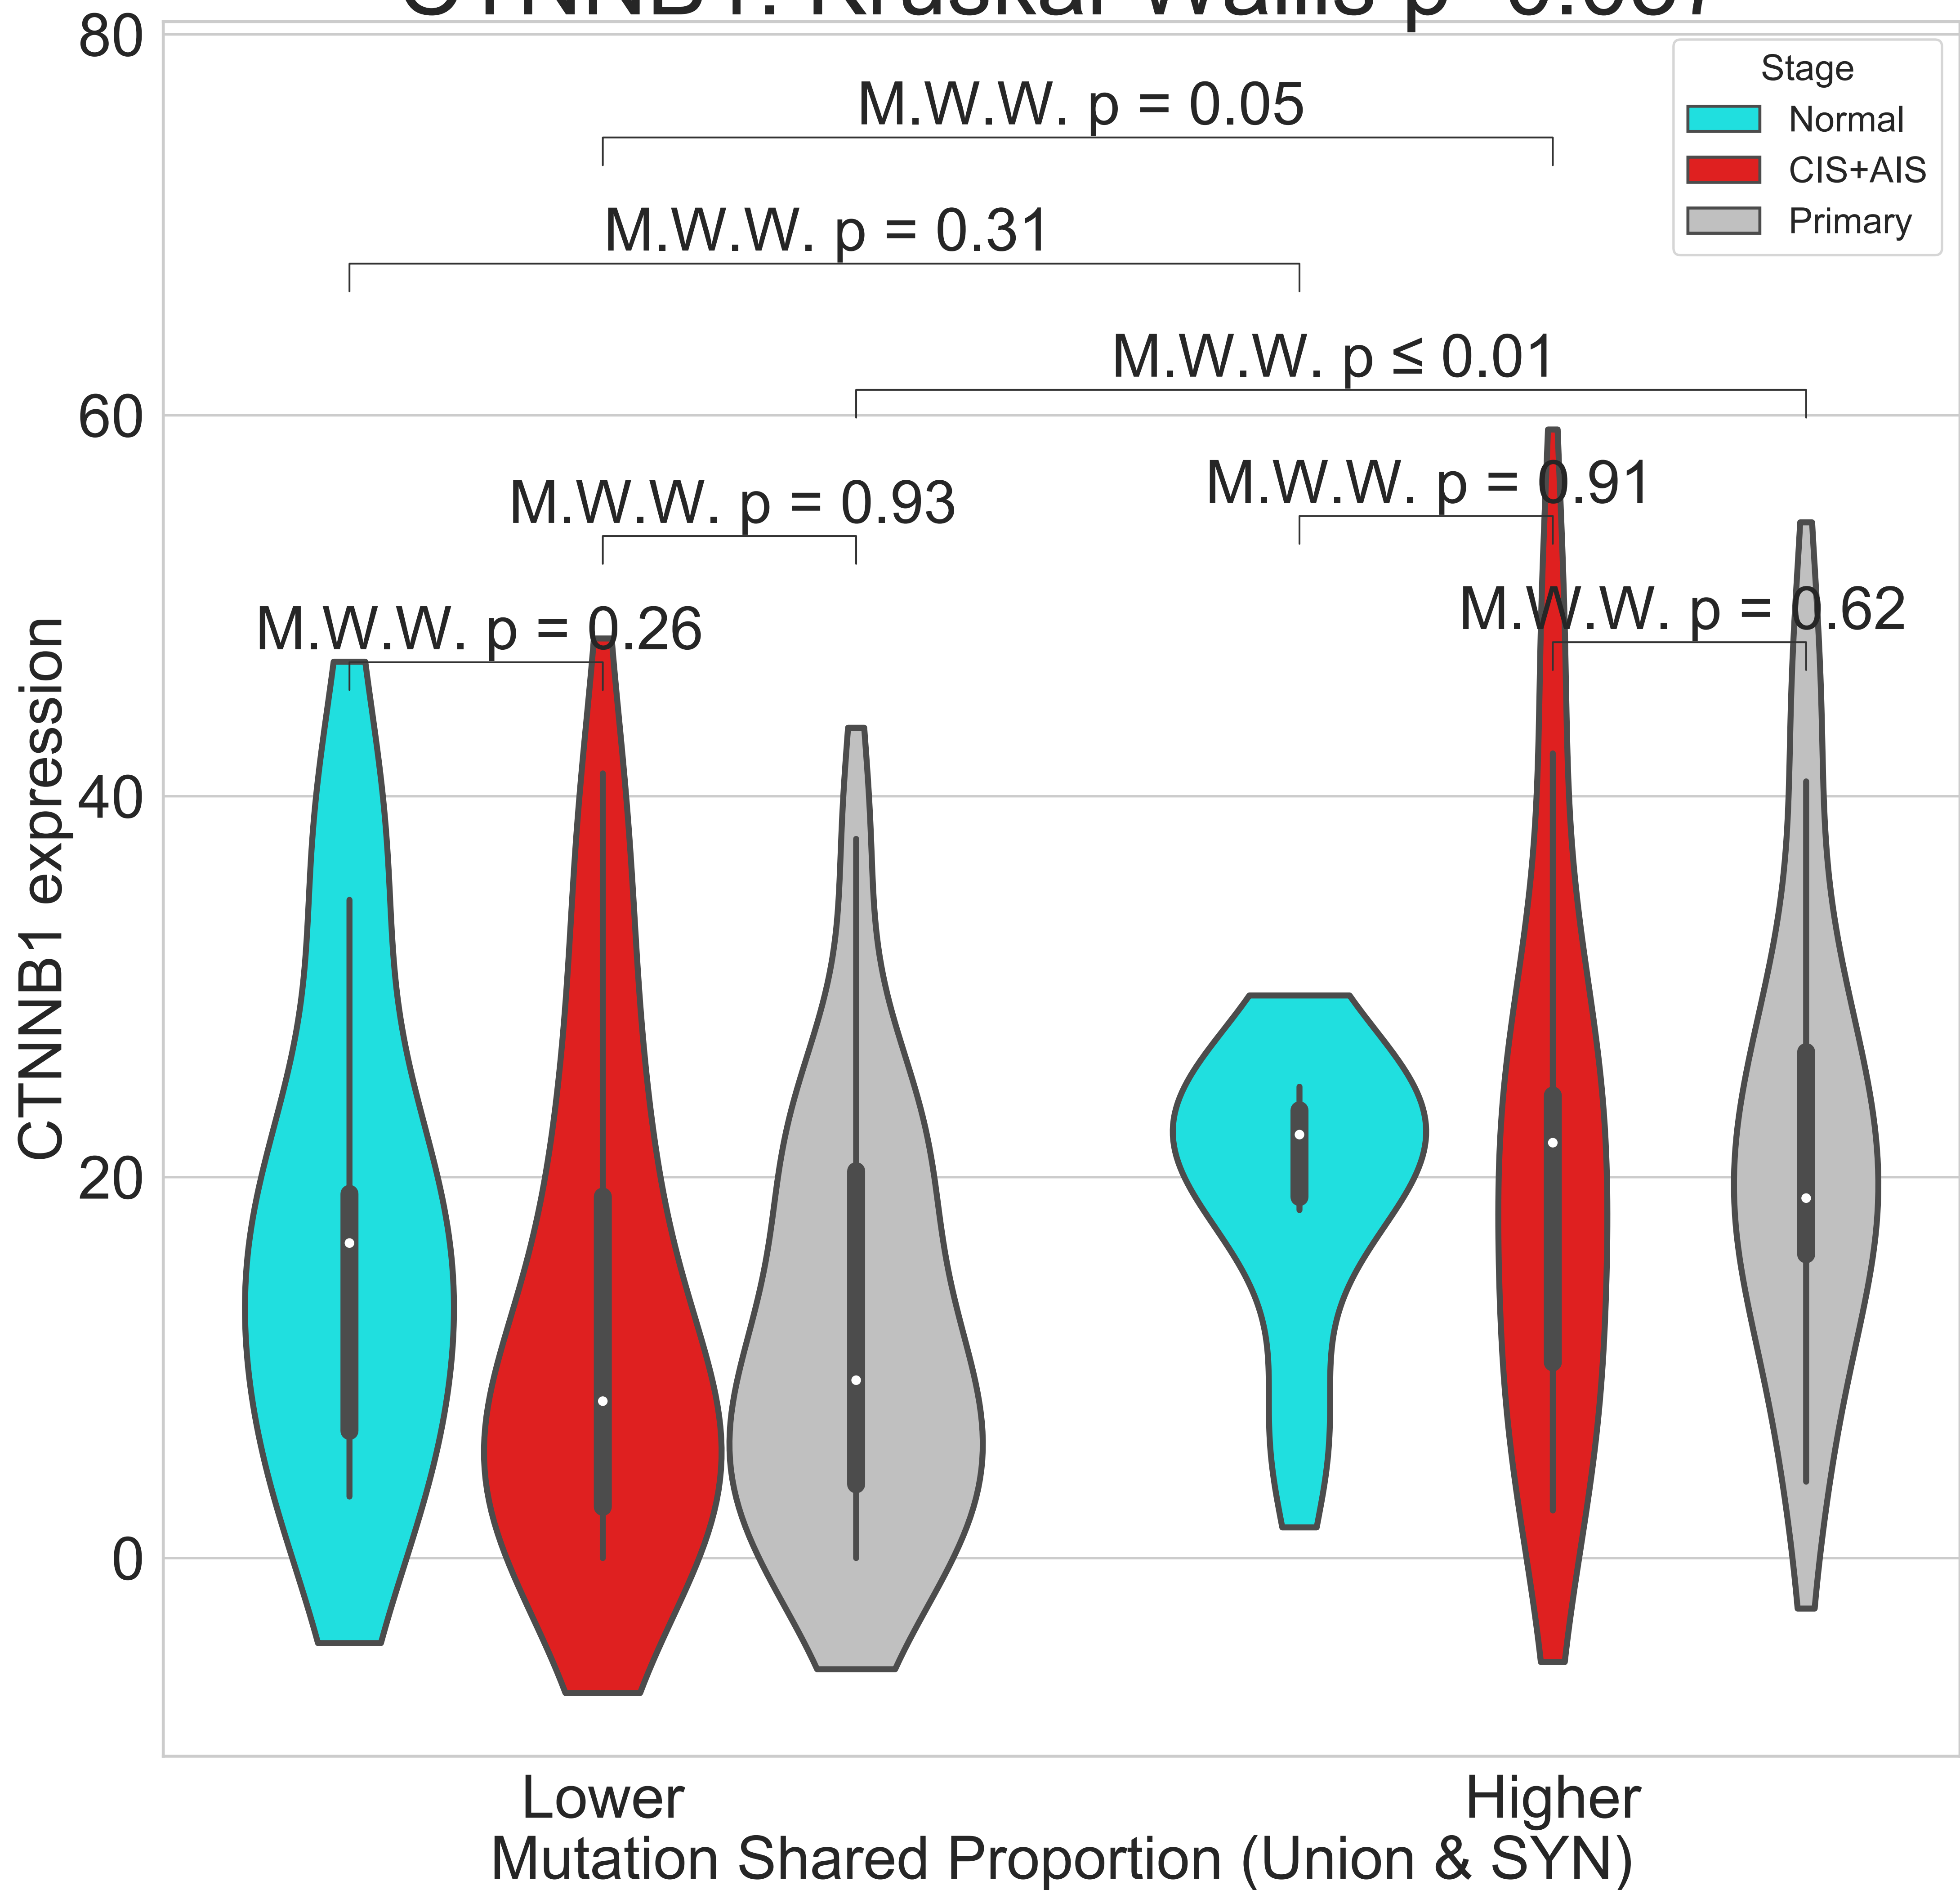 80
Stage
Normal
CIS+AIS
Primary
M.W.W. p = 0.05
M.W.W. p = 0.31
M.W.W. p ≤ 0.01
60
M.W.W. p = 0.91
M.W.W. p = 0.93
M.W.W. p = 0.62
M.W.W. p = 0.26
CTNNB1 expression
40
20
0
Lower
Higher
Mutation Shared Proportion (Union & SYN)